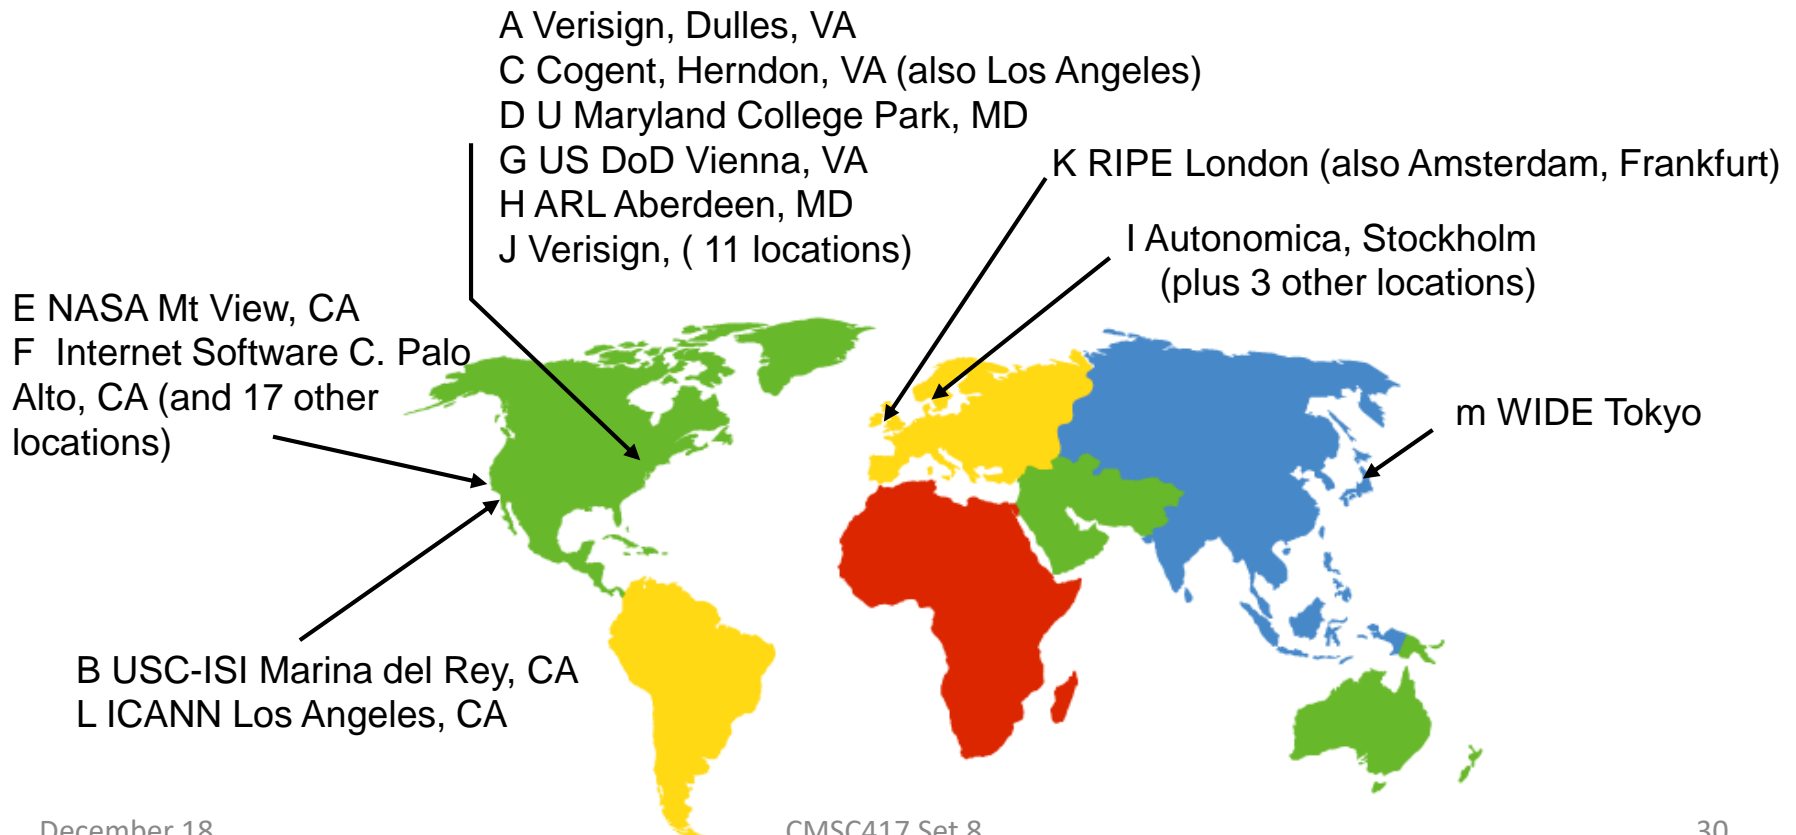 A Verisign, Dulles, VA
C Cogent, Herndon, VA (also Los Angeles)
D U Maryland College Park, MD
G US DoD Vienna, VA
H ARL Aberdeen, MD
J Verisign, ( 11 locations)
K RIPE London (also Amsterdam, Frankfurt)
I Autonomica, Stockholm
(plus 3 other locations)
E NASA Mt View, CA
F Internet Software C. Palo
Alto, CA (and 17 other
locations)
m WIDE Tokyo
B USC-ISI Marina del Rey, CA
L ICANN Los Angeles, CA
December 18
CMSC417 Set 8
30